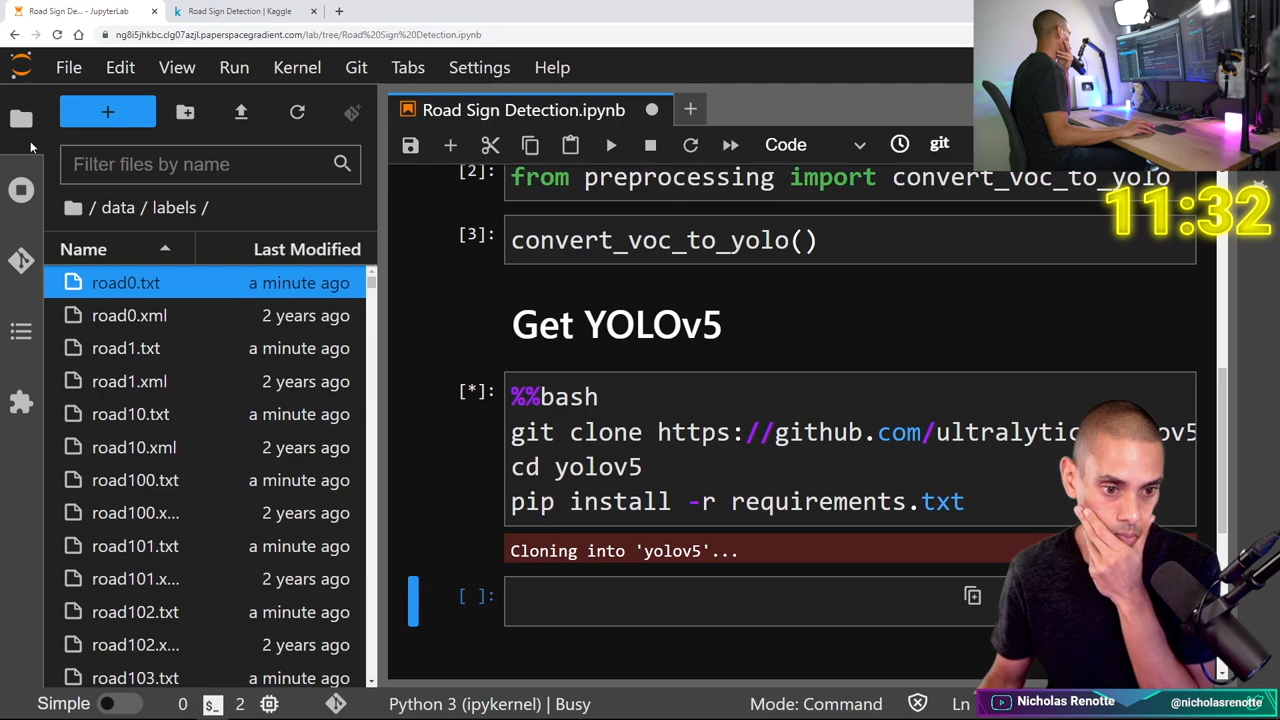 Road Sign De... - JupyterLab
Road Sign Detection | Kaggle
ng8i5jhkbc.clg07azjl.paperspacegradient.com/lab/tree/Road%20Sign%20Detection.ipynb
File Edit View Run Kernel Git Tabs Settings Help
Road Sign Detection.ipynb
Filter files by name
Code
git
/ data / labels /
[2]: from preprocessing import convert_voc_to_yolo
11:32
[3]: convert_voc_to_yolo()
Name Last Modified
road0.txt a minute ago
road0.xml 2 years ago
road1.txt a minute ago
road1.xml 2 years ago
road10.txt a minute ago
road10.xml 2 years ago
road100.txt a minute ago
road100.x... 2 years ago
road101.txt a minute ago
road101.x... 2 years ago
road102.txt a minute ago
road102.x... 2 years ago
road103.txt a minute ago
Get YOLOv5
[*]: %%bash
git clone https://github.com/ultralytic ov5
cd yolov5
pip install -r requirements.txt
Cloning into 'yolov5'...
[ ]:
Simple 0 $_ 2 Python 3 (ipykernel) | Busy Mode: Command Ln
Nicholas Renotte @nicholasrenotte